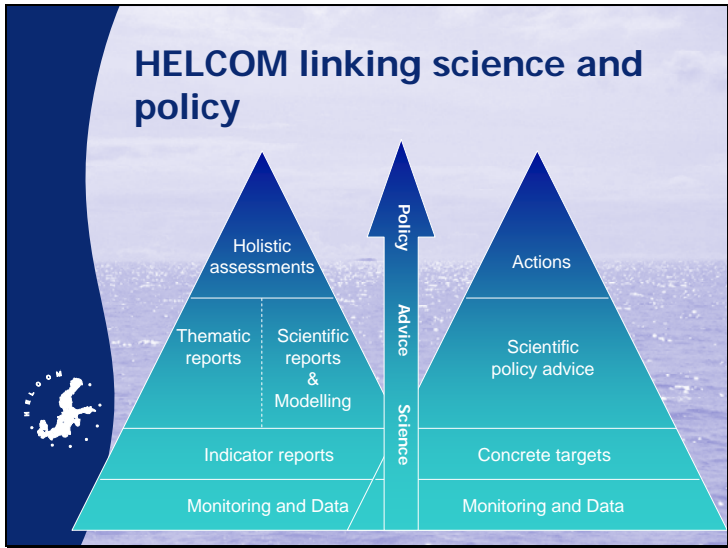 HELCOM linking science and
policy
Holistic
assessments
Thematic
reports
Scientific
reports
&
Modelling
Indicator reports
Monitoring and Data
Policy
Advice
Science
Actions
Scientific
policy advice
Concrete targets
Monitoring and Data
HELCOM